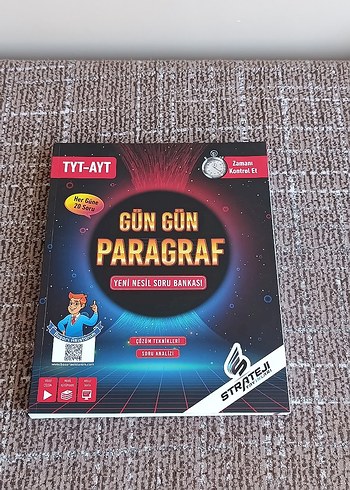 TYT-AYT
Zamanı
Kontrol Et
Her Güne
20 Soru
GÜN GÜN
PARAGRAF
YENİ NESİL SORU BANKASI
ÇÖZÜM TEKNİKLERİ
SORU ANALİZİ
STRATEJİ